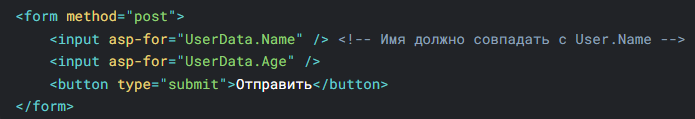 <form method="post">
<input asp-for="UserData.Name" /> <!-- Имя должно совпадать с User.Name -->
<input asp-for="UserData.Age" />
<button type="submit">Отправить</button>
</form>